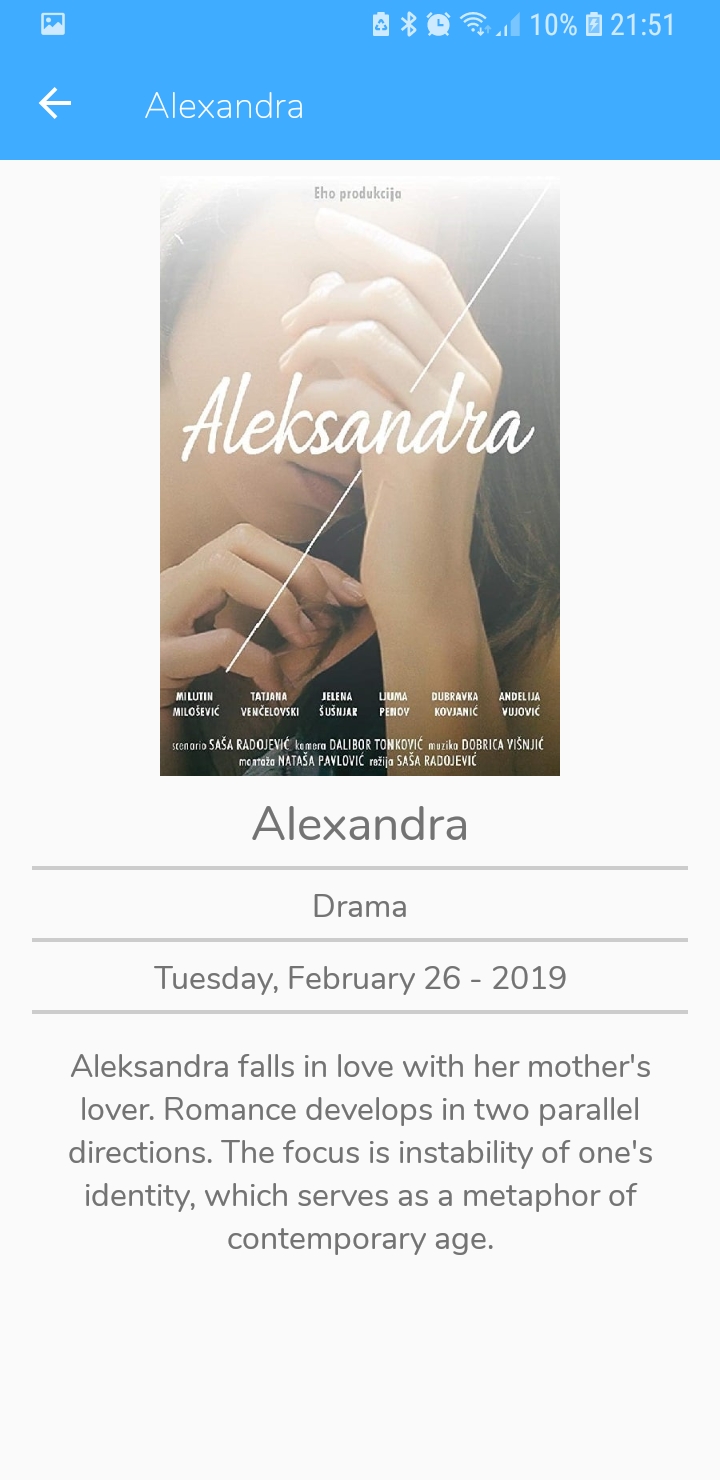 10% 21:51
Alexandra
Eho produkcija
Aleksandra
MILUTIN TATJANA JELENA LJUMA DUBRAVKA ANĐELIJA
MILOŠEVIĆ VENČELOVSKI ŠUŠNJAR PENOV KOVJANIĆ VUJOVIĆ
scenario SAŠA RADOJEVIĆ kamera DALIBOR TONKOVIĆ muzika DOBRICA VIŠNJIĆ
montaža NATAŠA PAVLOVIĆ režija SAŠA RADOJEVIĆ
Alexandra
Drama
Tuesday, February 26 - 2019
Aleksandra falls in love with her mother's
lover. Romance develops in two parallel
directions. The focus is instability of one's
identity, which serves as a metaphor of
contemporary age.